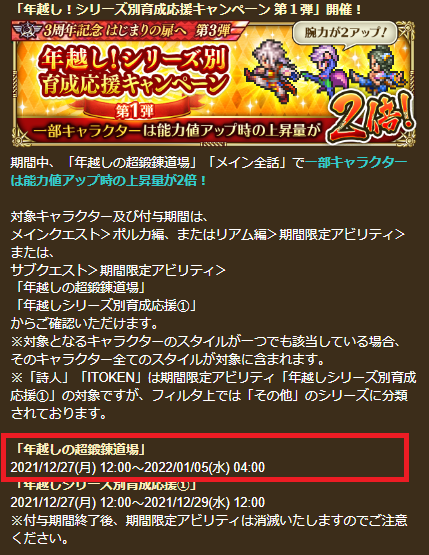 「年越し！シリーズ別育成応援キャンペーン 第１弾」開催！
3周年記念 はじまりの扉へ 第3弾
腕力が2アップ！
年越し！シリーズ別
育成応援キャンペーン
第1弾
一部キャラクターは能力値アップ時の上昇量が
2倍！
期間中、「年越しの超鍛錬道場」「メイン全話」で一部キャラクター
は能力値アップ時の上昇量が2倍！
対象キャラクター及び付与期間は、
メインクエスト＞ポルカ編、またはリアム編＞期間限定アビリティ＞
または、
サブクエスト＞期間限定アビリティ＞
「年越しの超鍛錬道場」
「年越しシリーズ別育成応援①」
からご確認いただけます。
※対象となるキャラクターのスタイルが一つでも該当している場合、
そのキャラクター全てのスタイルが対象に含まれます。
※「詩人」「ITOKEN」は期間限定アビリティ「年越しシリーズ別育成
応援①」の対象ですが、フィルタ上では「その他」のシリーズに分類
されております。
「年越しの超鍛錬道場」
2021/12/27(月) 12:00～2022/01/05(水) 04:00
「年越しシリーズ別育成応援①」
2021/12/27(月) 12:00～2021/12/29(水) 12:00
※付与期間終了後、期間限定アビリティは消滅いたしますのでご注意
ください。